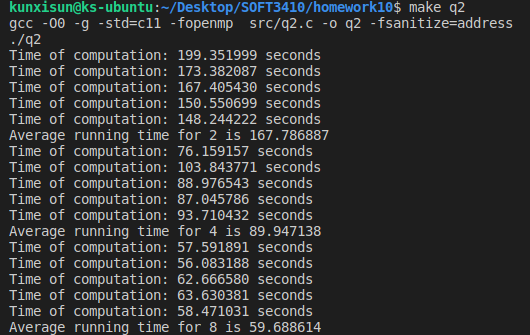 kunxisun@ks-ubuntu:~/Desktop/SOFT3410/homework10$ make q2
gcc -O0 -g -std=c11 -fopenmp  src/q2.c -o q2 -fsanitize=address
./q2
Time of computation: 199.351999 seconds
Time of computation: 173.382087 seconds
Time of computation: 167.405430 seconds
Time of computation: 150.550699 seconds
Time of computation: 148.244222 seconds
Average running time for 2 is 167.786887
Time of computation: 76.159157 seconds
Time of computation: 103.843771 seconds
Time of computation: 88.976543 seconds
Time of computation: 87.045786 seconds
Time of computation: 93.710432 seconds
Average running time for 4 is 89.947138
Time of computation: 57.591891 seconds
Time of computation: 56.083188 seconds
Time of computation: 62.666580 seconds
Time of computation: 63.630381 seconds
Time of computation: 58.471031 seconds
Average running time for 8 is 59.688614